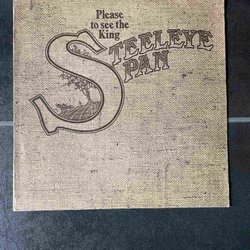 Please
to see the
King
STEELEYE
SPAN